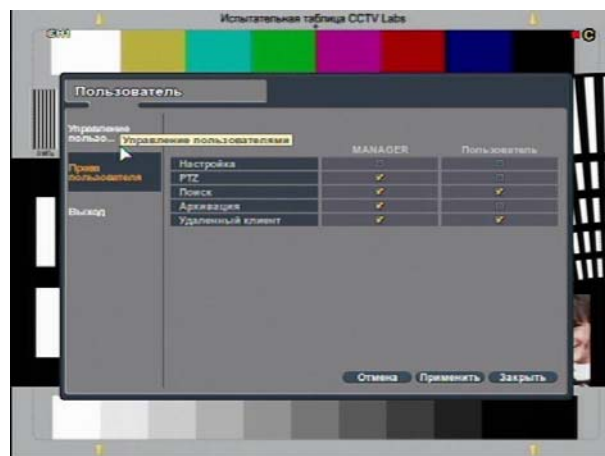 Испытательная таблица CCTV Labs
CH1
C
Пользователь
Управление
пользо...
Управление пользователями
MANAGER Пользователь
Права
пользователя
Настройка
PTZ
Поиск
Архивация
Удаленный клиент
Выход
Отмена Применить Закрыть